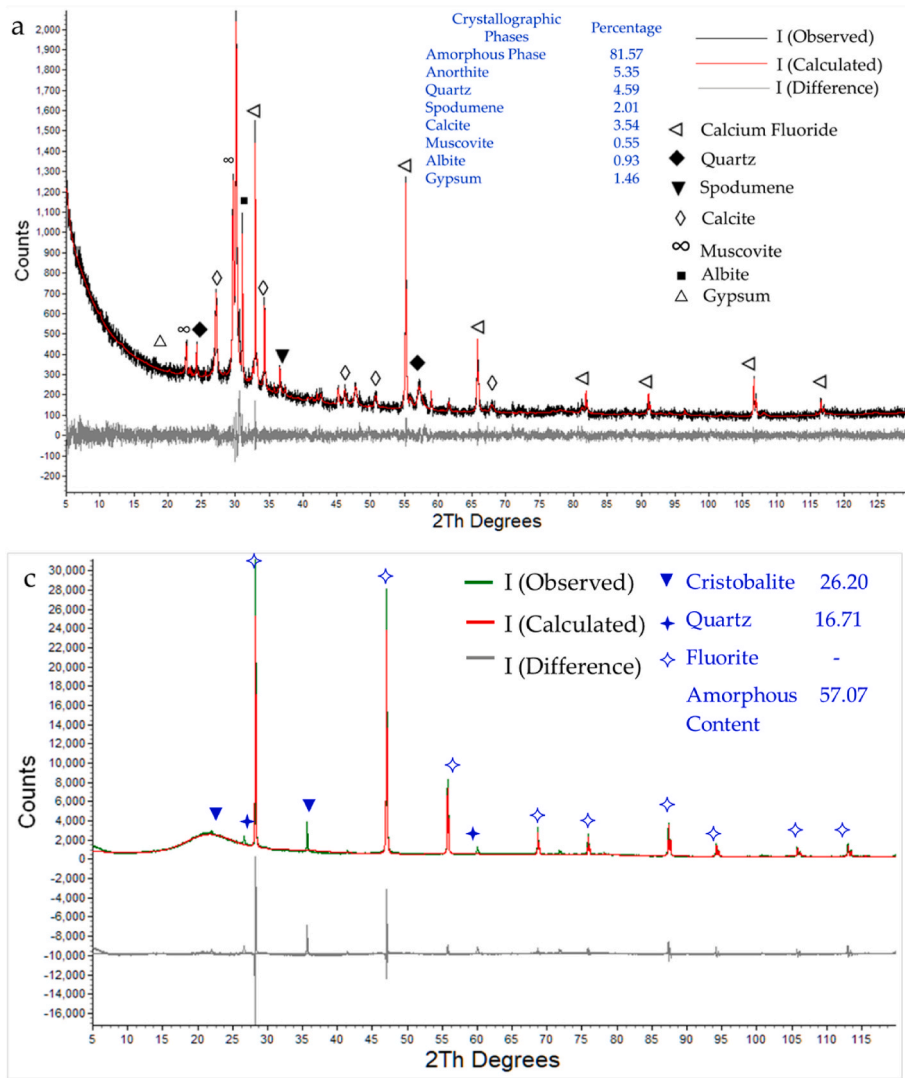 a
Crystallographic Phases Percentage
Amorphous Phase 81.57
Anorthite 5.35
Quartz 4.59
Spodumene 2.01
Calcite 3.54
Muscovite 0.55
Albite 0.93
Gypsum 1.46
I (Observed)
I (Calculated)
I (Difference)
Calcium Fluoride
Quartz
Spodumene
Calcite
Muscovite
Albite
Gypsum
Counts
2,000
1,900
1,800
1,700
1,600
1,500
1,400
1,300
1,200
1,100
1,000
900
800
700
600
500
400
300
200
100
0
-100
-200
5 10 15 20 25 30 35 40 45 50 55 60 65 70 75 80 85 90 95 100 105 110 115 120 125
2Th Degrees
c
I (Observed)
I (Calculated)
I (Difference)
Cristobalite 26.20
Quartz 16.71
Fluorite -
Amorphous Content 57.07
Counts
30,000
28,000
26,000
24,000
22,000
20,000
18,000
16,000
14,000
12,000
10,000
8,000
6,000
4,000
2,000
0
-2,000
-4,000
-6,000
-8,000
-10,000
-12,000
-14,000
-16,000
5 10 15 20 25 30 35 40 45 50 55 60 65 70 75 80 85 90 95 100 105 110 115
2Th Degrees